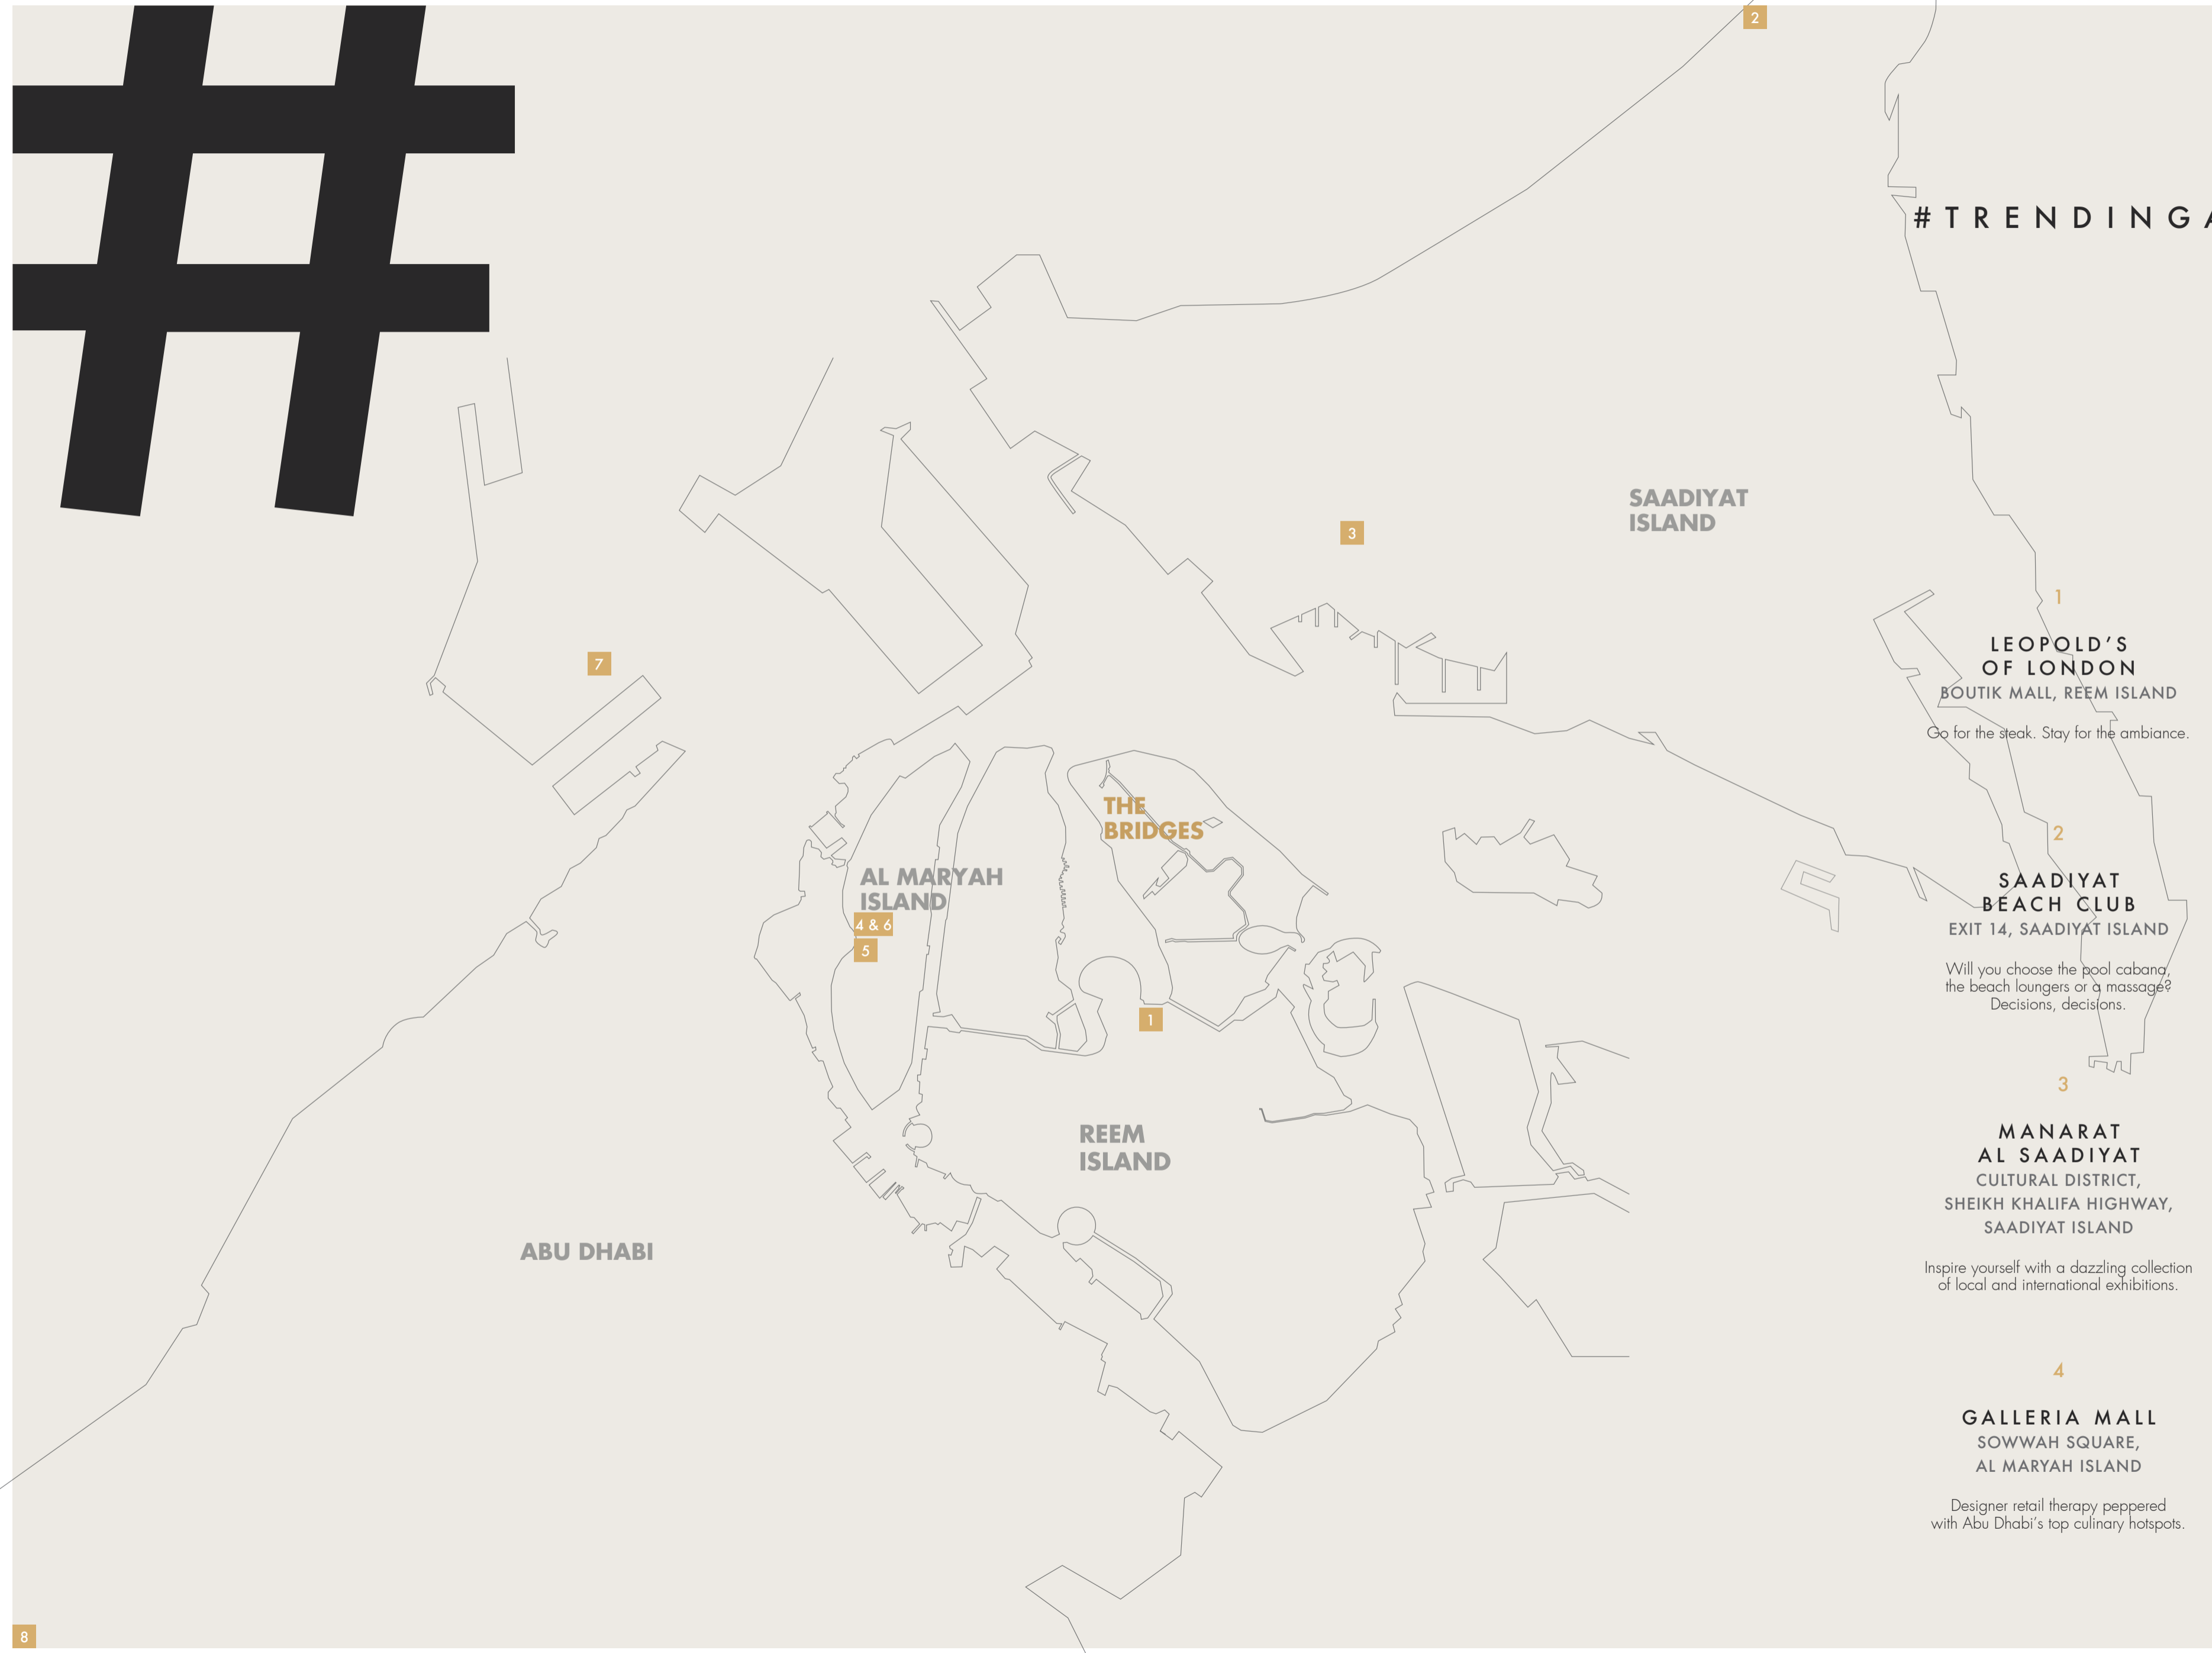 #
2
#TRENDINGA
SAADIYAT
ISLAND
3
7
THE
BRIDGES
AL MARYAH
ISLAND
4 & 6
5
1
REEM
ISLAND
ABU DHABI
8
1
LEOPOLD'S
OF LONDON
BOUTIK MALL, REEM ISLAND
Go for the steak. Stay for the ambiance.
2
SAADIYAT
BEACH CLUB
EXIT 14, SAADIYAT ISLAND
Will you choose the pool cabana,
the beach loungers or a massage?
Decisions, decisions.
3
MANARAT
AL SAADIYAT
CULTURAL DISTRICT,
SHEIKH KHALIFA HIGHWAY,
SAADIYAT ISLAND
Inspire yourself with a dazzling collection
of local and international exhibitions.
4
GALLERIA MALL
SOWWAH SQUARE,
AL MARYAH ISLAND
Designer retail therapy peppered
with Abu Dhabi's top culinary hotspots.